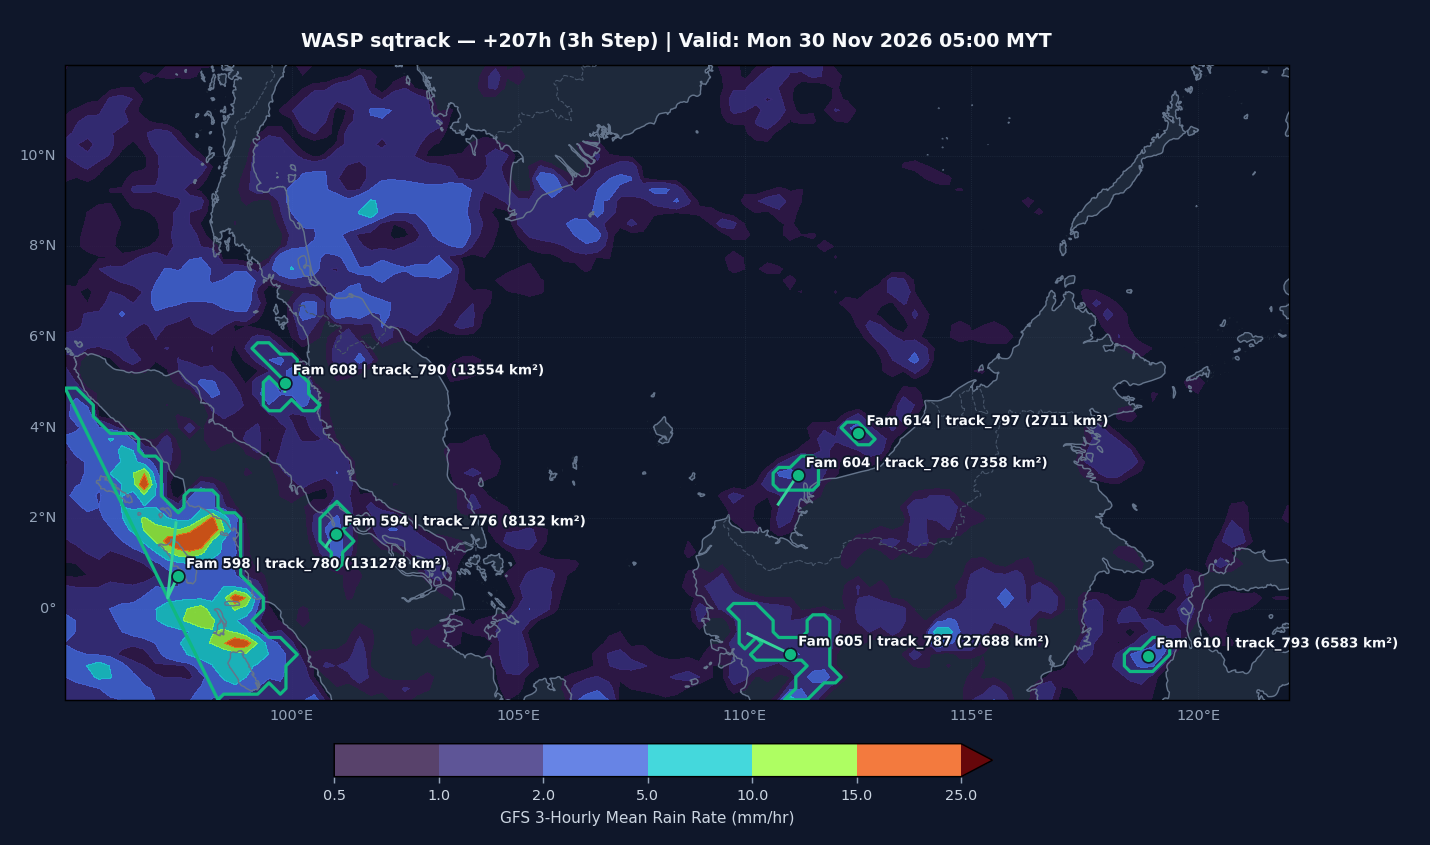 WASP sqtrack — +207h (3h Step) | Valid: Mon 30 Nov 2026 05:00 MYT
10°N
8°N
6°N
4°N
2°N
0°
Fam 608 | track_790 (13554 km²)
Fam 614 | track_797 (2711 km²)
Fam 604 | track_786 (7358 km²)
Fam 594 | track_776 (8132 km²)
Fam 598 | track_780 (131278 km²)
Fam 605 | track_787 (27688 km²)
Fam 610 | track_793 (6583 km²)
100°E 105°E 110°E 115°E 120°E
0.5 1.0 2.0 5.0 10.0 15.0 25.0
GFS 3-Hourly Mean Rain Rate (mm/hr)